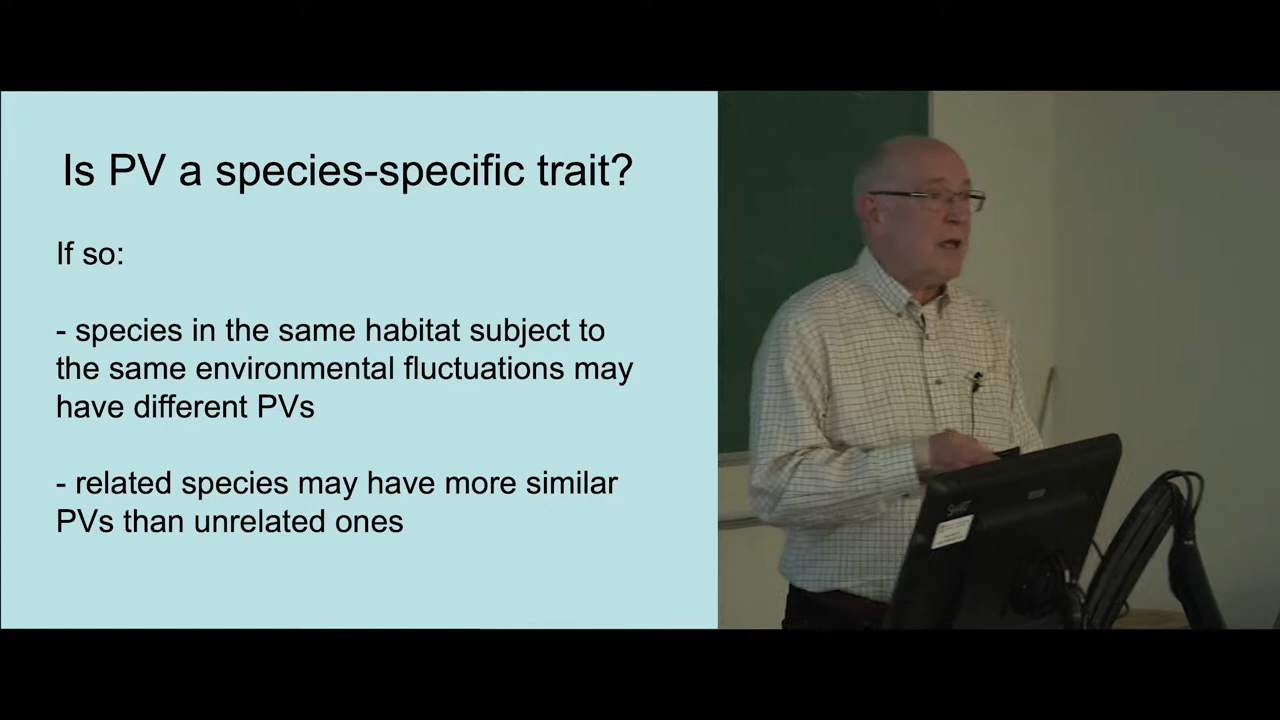 Is PV a species-specific trait?
If so:
- species in the same habitat subject to
the same environmental fluctuations may
have different PVs
- related species may have more similar
PVs than unrelated ones
SMART